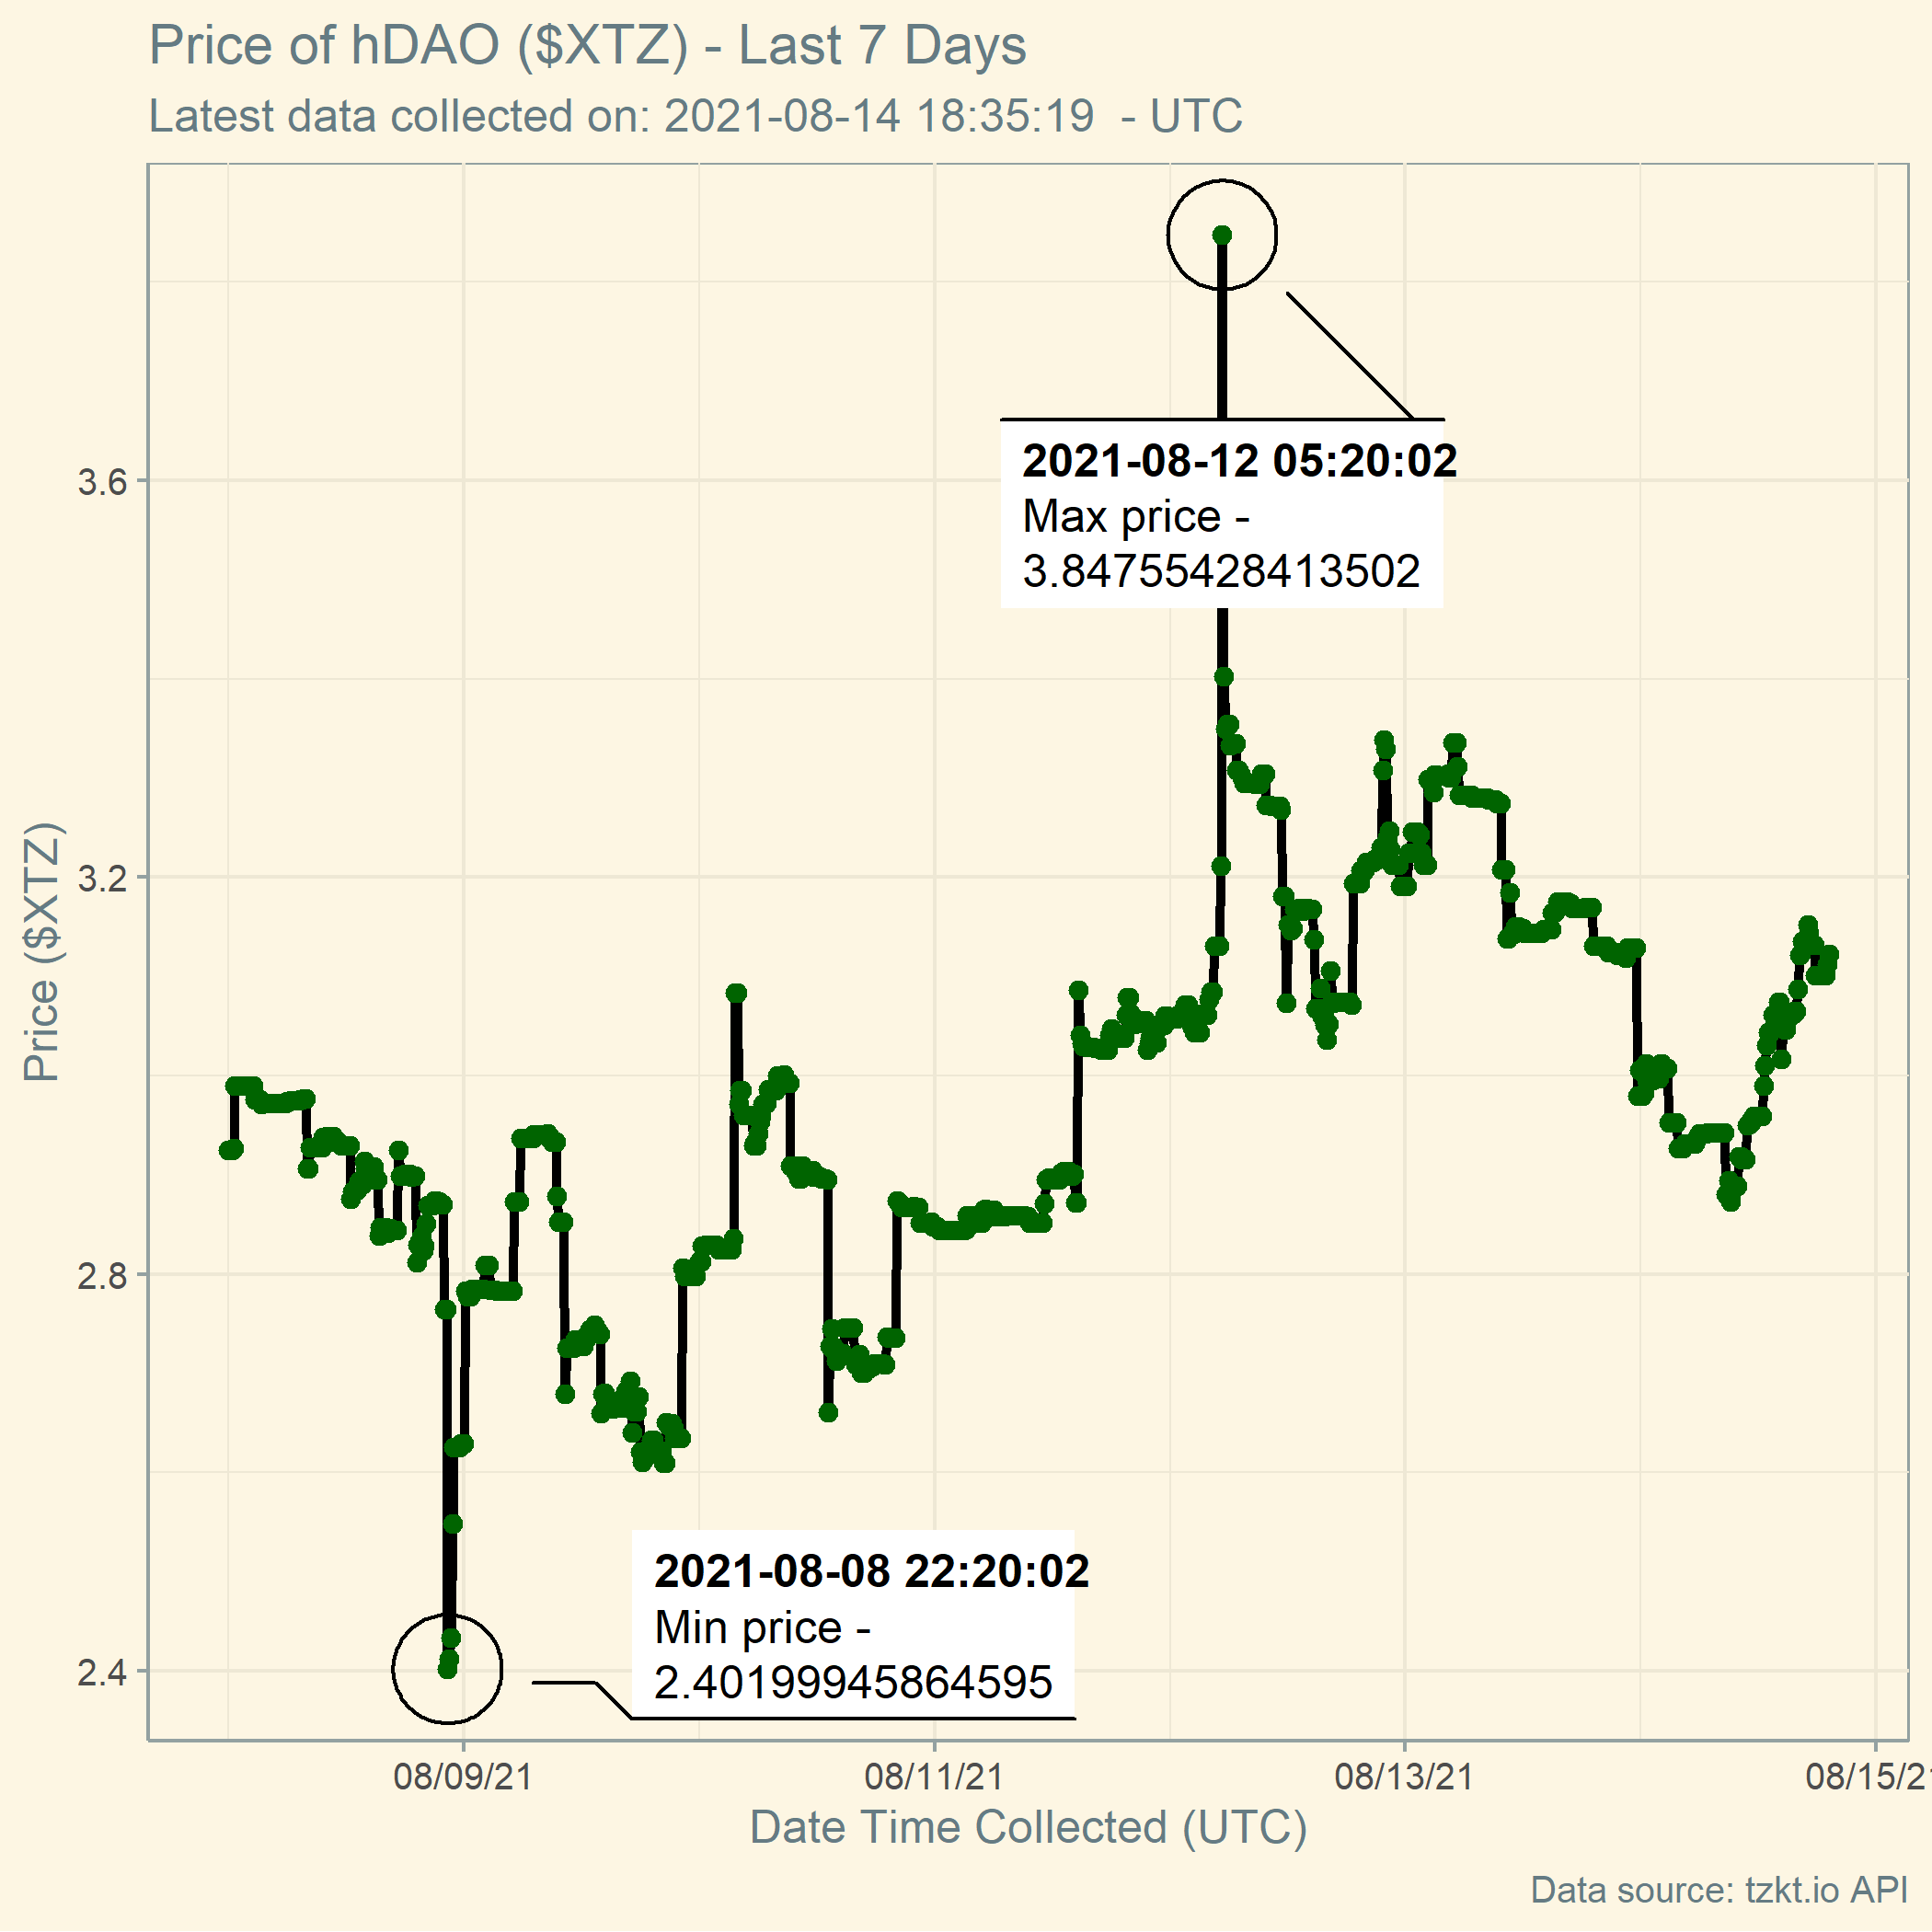 Price of hDAO ($XTZ) - Last 7 Days
Latest data collected on: 2021-08-14 18:35:19  - UTC
2021-08-12 05:20:02
Max price -
3.84755428413502
3.6
3.2
2.8
2.4
Price ($XTZ)
2021-08-08 22:20:02
Min price -
2.40199945864595
08/09/21
08/11/21
08/13/21
08/15/21
Date Time Collected (UTC)
Data source: tzkt.io API